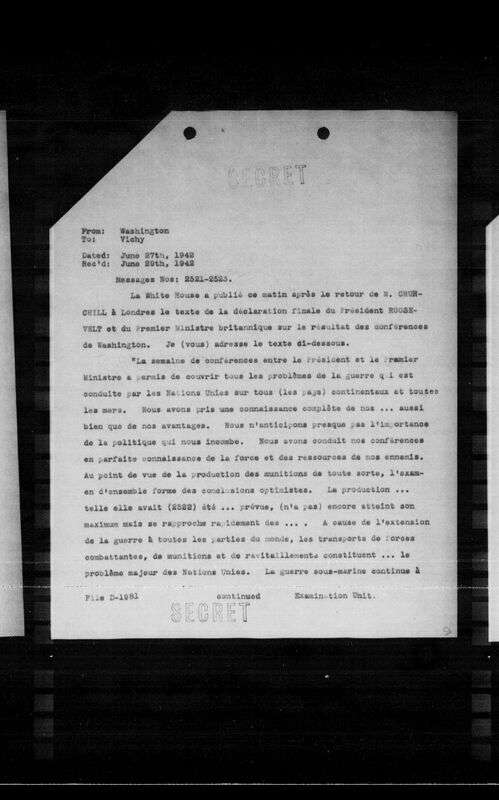 SECRET
From: Washington
To: Vichy
Dated: June 27th, 1942
Rec'd: June 29th, 1942
Messages Nos: 2521-2523.
La White House a publié ce matin après le retour de M. CHUR-
CHILL à Londres le texte de la déclaration finale du Président ROOSE-
VELT et du Premier Ministre britannique sur le résultat des donférences
de Washington. Je (vous) adresse le texte di-dessous.
"La semaine de conférences entre le Président et le Premier
Ministre a permis de couvrir tous les problèmes de la guerre qui est
conduite par les Nations Unies sur tous (les pays) continentaux et toutes
les mers. Nous avons pris une connaissance complète de nos ... aussi
bien que de nos avantages. Nous n'anticipons presque pas l'importance
de la politique qui nous incombe. Nous avons conduit nos conférences
en parfaite monnaissance de la force et des ressources de nos ennemis.
Au point de vue de la production des munitions de toute sorte, l'exam-
en d'ensemble forme des conclusions optimistes. La production ...
telle elle avait (2522) été ... prévue, (n'a pas) encore atteint son
maximum mais se rapproche rapidement des ... . A cause de l'extension
de la guerre à toutes les parties du monde, les transports de forces
combattantes, de munitions et de ravitaillements constituent ... le
problème majeur des Nations Unies. La guerre sous-marine continue à
File D-1981 continued Examination Unit.
SECRET
9